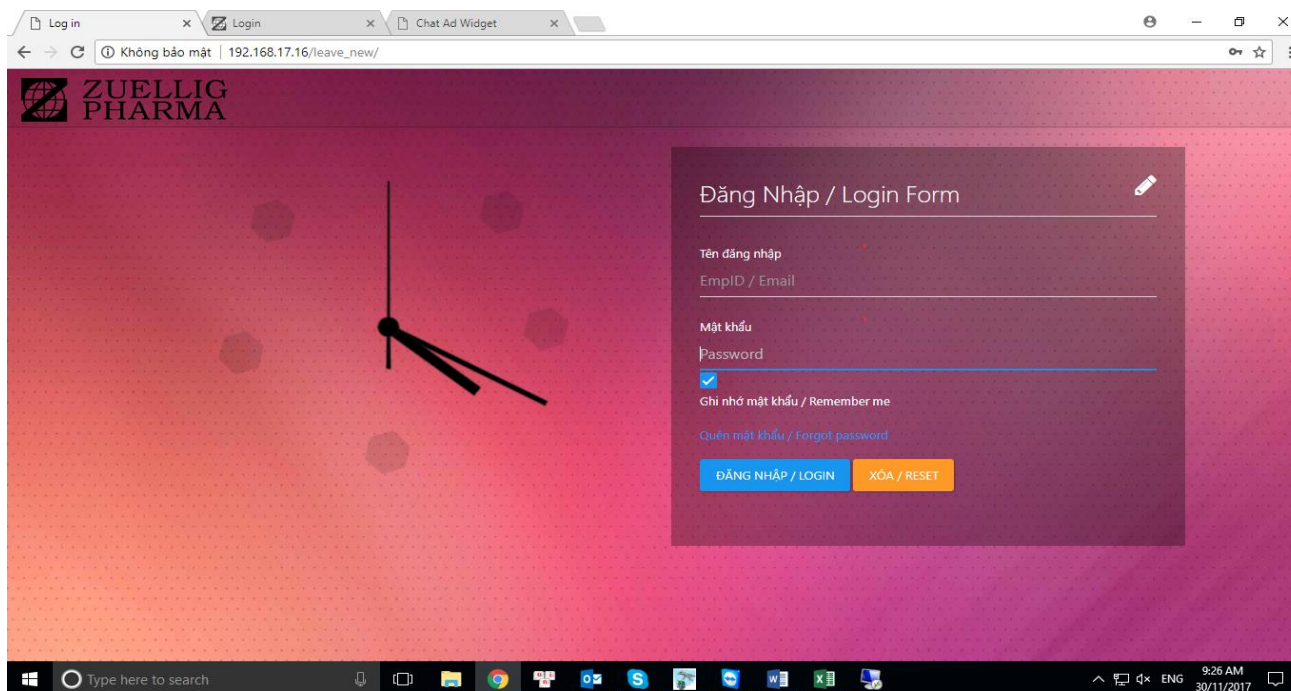 Log in
Login
Chat Ad Widget
Không bảo mật | 192.168.17.16/leave_new/
ZUELLIG
PHARMA
Đăng Nhập / Login Form
Tên đăng nhập *
EmpID / Email
Mật khẩu *
Password
Ghi nhớ mật khẩu / Remember me
Quên mật khẩu / Forgot password
ĐĂNG NHẬP / LOGIN
XÓA / RESET
Type here to search
ENG
9:26 AM
30/11/2017